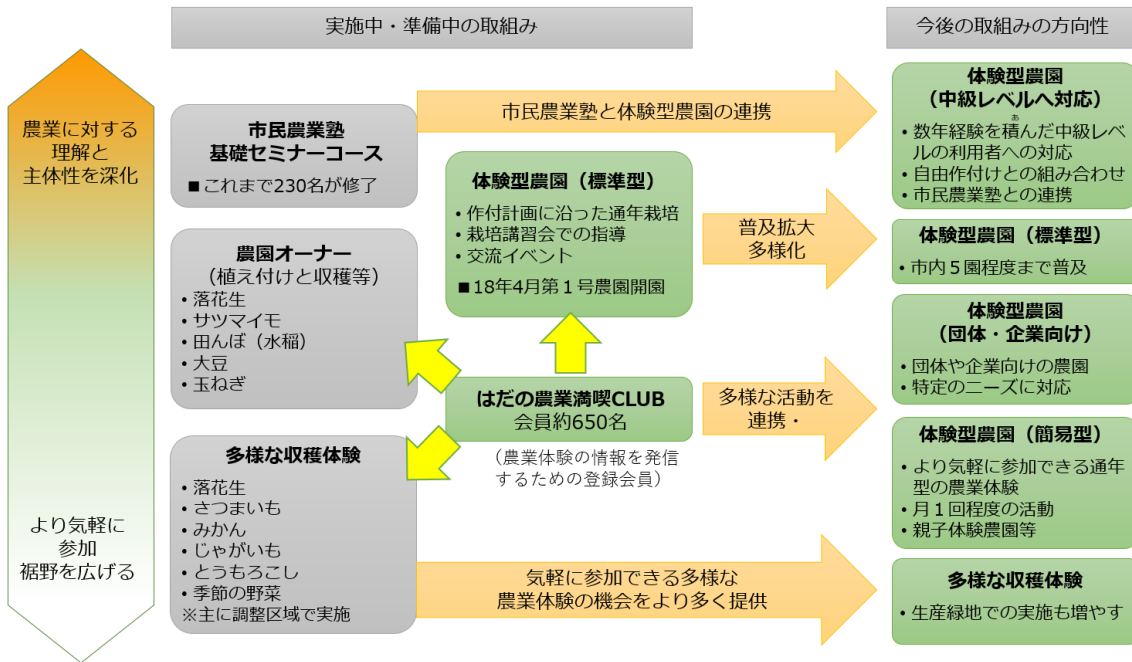 実施中・準備中の取組み
今後の取組みの方向性
農業に対する
理解と
主体性を深化
より気軽に
参加
裾野を広げる
市民農業塾
基礎セミナーコース
■ これまで230名が修了
農園オーナー
(植え付けと収穫等)
• 落花生
• サツマイモ
• 田んぼ（水稲）
• 大豆
• 玉ねぎ
多様な収穫体験
• 落花生
• さつまいも
• みかん
• じゃがいも
• とうもろこし
• 季節の野菜
※主に調整区域で実施
体験型農園（標準型）
• 作付計画に沿った通年栽培
• 栽培講習会での指導
• 交流イベント
■ 18年4月第１号農園開園
はだの農業満喫CLUB
会員約650名
（農業体験の情報を発信
するための登録会員）
市民農業塾と体験型農園の連携
普及拡大
多様化
多様な活動を
連携・
気軽に参加できる多様な
農業体験の機会をより多く提供
体験型農園
（中級レベルへ対応）
あ
• 数年経験を積んだ中級レベ
ルの利用者への対応
• 自由作付けとの組み合わせ
• 市民農業塾との連携
体験型農園（標準型）
• 市内５園程度まで普及
体験型農園
（団体・企業向け）
• 団体や企業向けの農園
• 特定のニーズに対応
体験型農園（簡易型）
• より気軽に参加できる通年
型の農業体験
• 月１回程度の活動
• 親子体験農園等
多様な収穫体験
• 生産緑地での実施も増やす